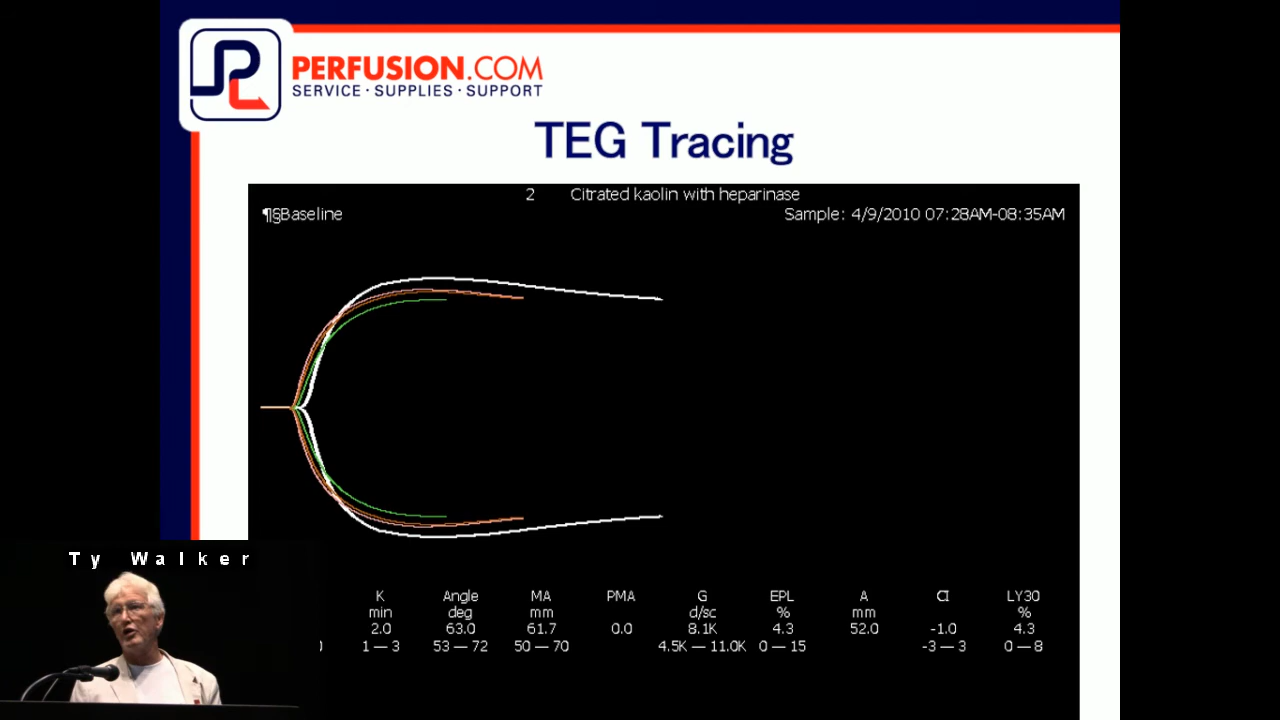 PERFUSION.COM
SERVICE · SUPPLIES · SUPPORT
TEG Tracing
2 Citrated kaolin with heparinase
¶§Baseline Sample: 4/9/2010 07:28AM-08:35AM
Ty Walker
K Angle MA PMA G EPL A CI LY30
min deg mm d/sc % mm %
2.0 63.0 61.7 0.0 8.1K 4.3 52.0 -1.0 4.3
1 — 3 53 — 72 50 — 70 4.5K — 11.0K 0 — 15 -3 — 3 0 — 8